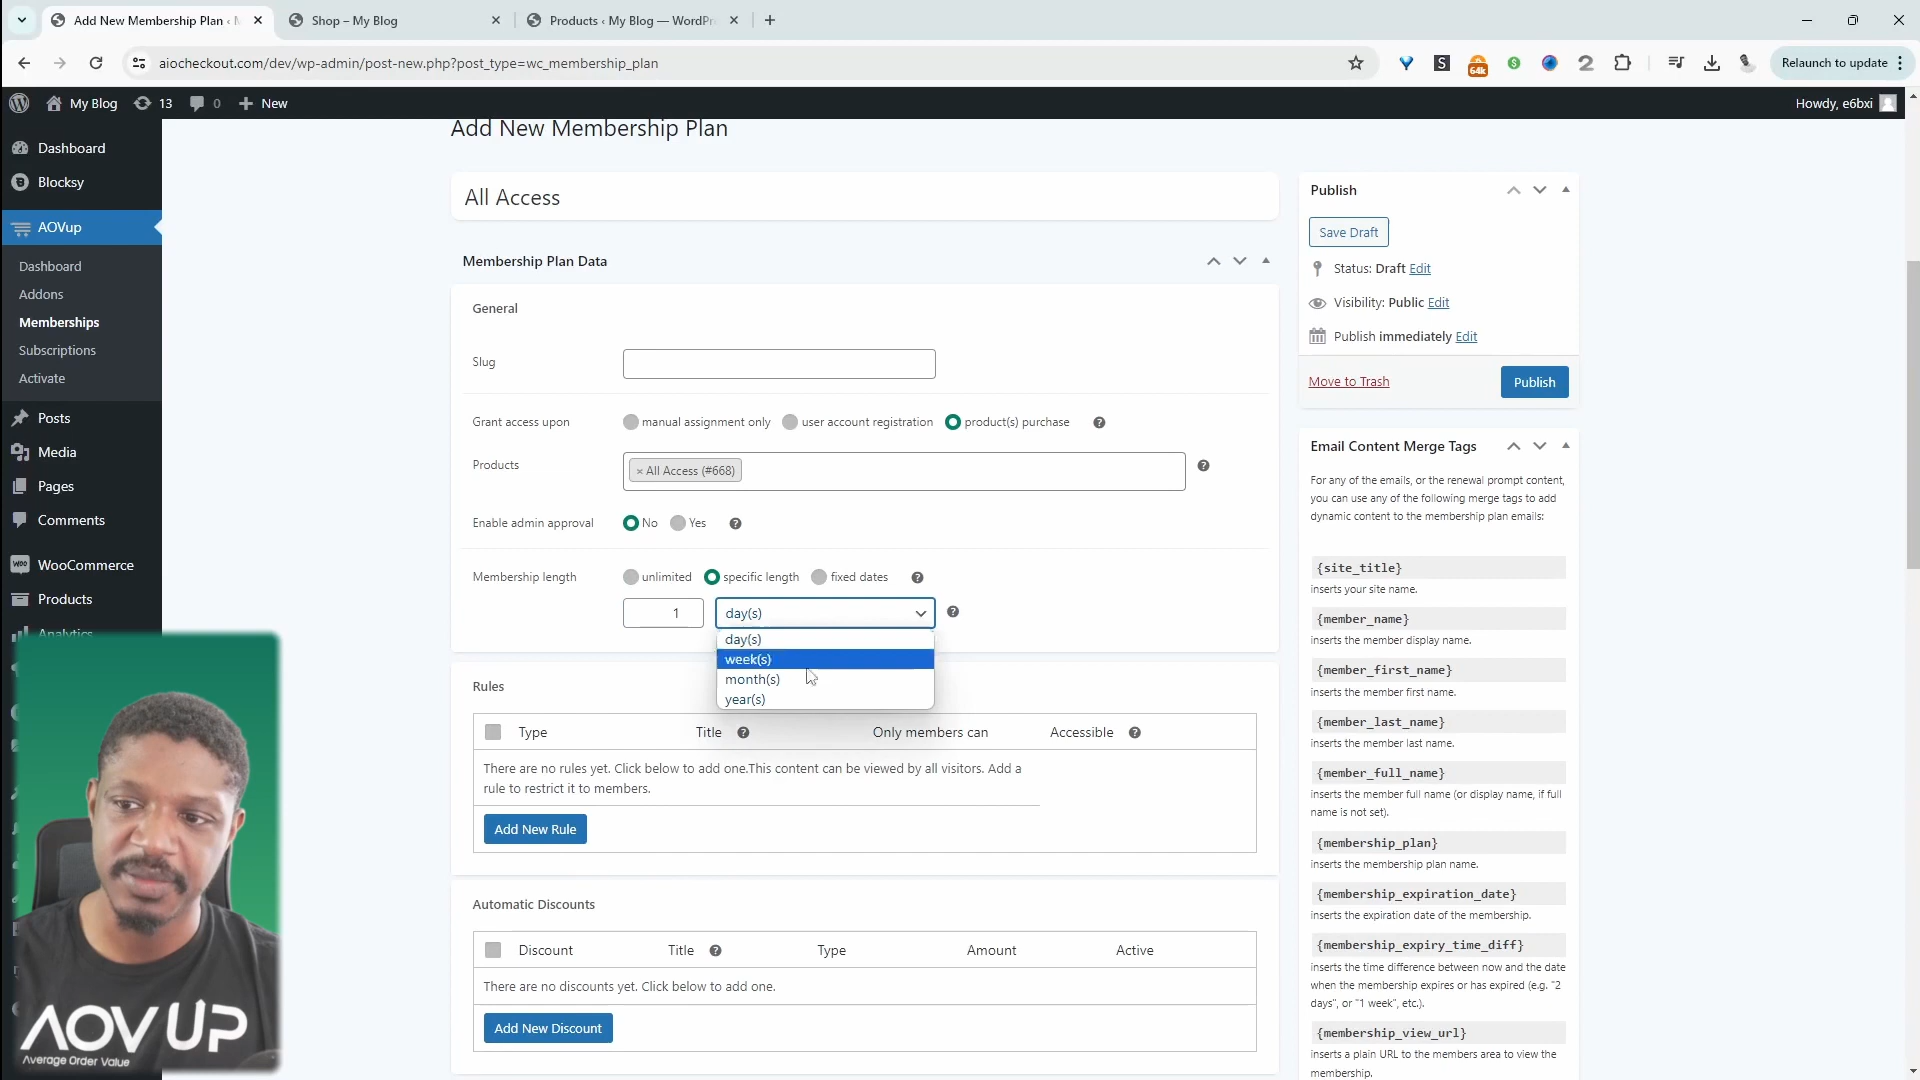 Add New Membership Plan ‹ M
Shop – My Blog
Products ‹ My Blog — WordPr
aiocheckout.com/dev/wp-admin/post-new.php?post_type=wc_membership_plan
S
64k
$
2
Relaunch to update
My Blog
13
0
New
Howdy, e6bxi
Dashboard
Blocksy
AOVup
Dashboard
Addons
Memberships
Subscriptions
Activate
Posts
Media
Pages
Comments
WOO
WooCommerce
Products
Analytics
Add New Membership Plan
All Access
Membership Plan Data
General
Slug
Grant access upon
manual assignment only
user account registration
product(s) purchase
?
Products
× All Access (#668)
?
Enable admin approval
No
Yes
?
Membership length
unlimited
specific length
fixed dates
?
1
day(s)
?
day(s)
week(s)
month(s)
year(s)
Rules
Type
Title
?
Only members can
Accessible
?
There are no rules yet. Click below to add one.This content can be viewed by all visitors. Add a
rule to restrict it to members.
Add New Rule
Automatic Discounts
Discount
Title
?
Type
Amount
Active
There are no discounts yet. Click below to add one.
Add New Discount
Publish
Save Draft
Status: Draft Edit
Visibility: Public Edit
Publish immediately Edit
Move to Trash
Publish
Email Content Merge Tags
For any of the emails, or the renewal prompt content,
you can use any of the following merge tags to add
dynamic content to the membership plan emails:
{site_title}
inserts your site name.
{member_name}
inserts the member display name.
{member_first_name}
inserts the member first name.
{member_last_name}
inserts the member last name.
{member_full_name}
inserts the member full name (or display name, if full
name is not set).
{membership_plan}
inserts the membership plan name.
{membership_expiration_date}
inserts the expiration date of the membership.
{membership_expiry_time_diff}
inserts the time difference between now and the date
when the membership expires or has expired (e.g. "2
days", or "1 week", etc.).
{membership_view_url}
inserts a plain URL to the members area to view the
membership.
AOVUP
Average Order Value